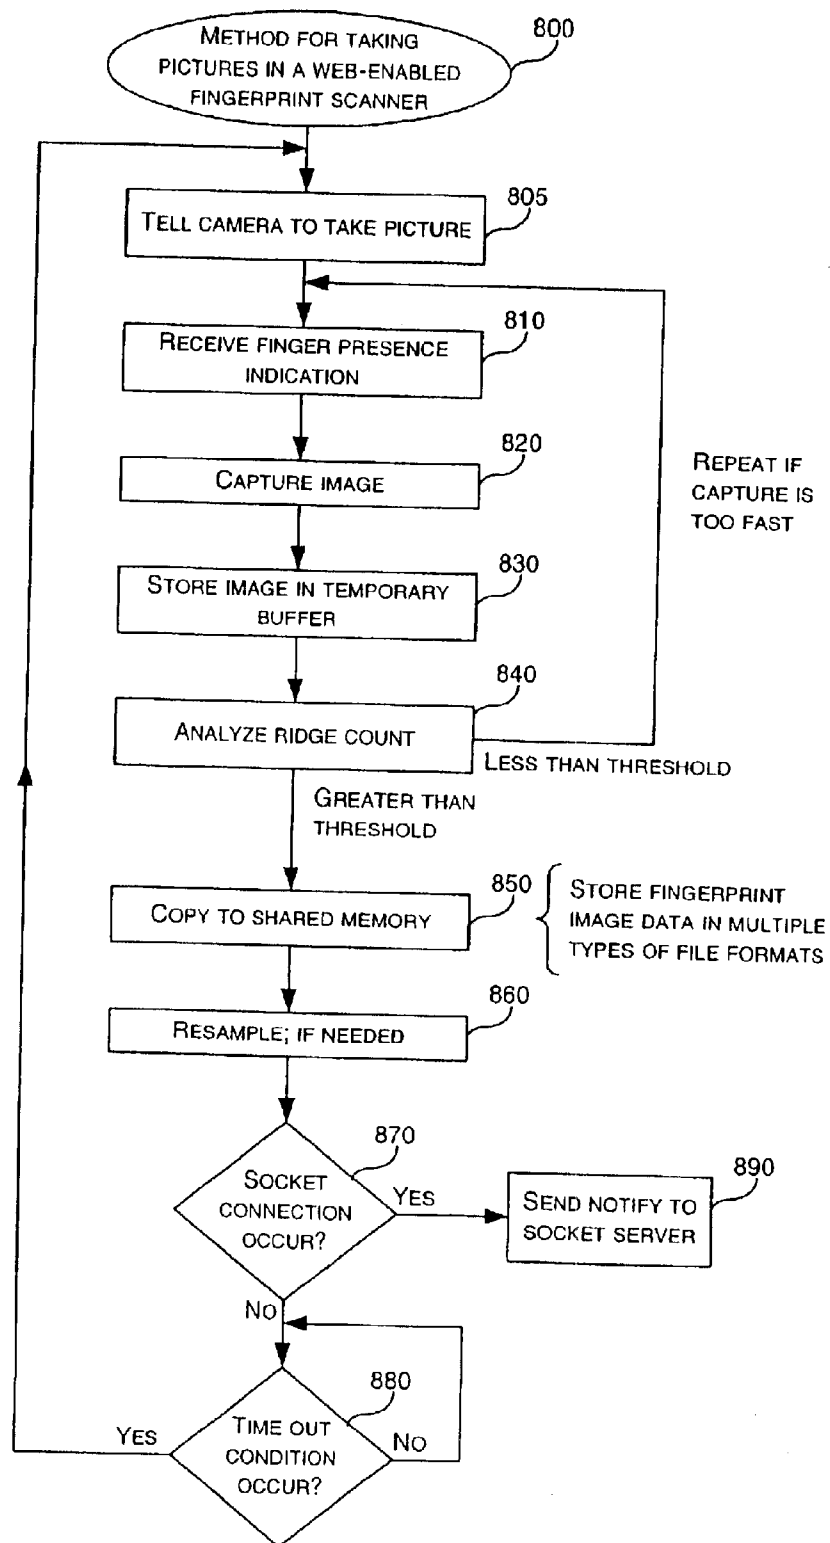 METHOD FOR TAKING
PICTURES IN A WEB-ENABLED
FINGERPRINT SCANNER
800
TELL CAMERA TO TAKE PICTURE
805
RECEIVE FINGER PRESENCE
INDICATION
810
CAPTURE IMAGE
820
REPEAT IF
CAPTURE IS
TOO FAST
STORE IMAGE IN TEMPORARY
BUFFER
830
ANALYZE RIDGE COUNT
840
LESS THAN THRESHOLD
GREATER THAN
THRESHOLD
COPY TO SHARED MEMORY
850
STORE FINGERPRINT
IMAGE DATA IN MULTIPLE
TYPES OF FILE FORMATS
RESAMPLE; IF NEEDED
860
SOCKET
CONNECTION
OCCUR?
870
YES
SEND NOTIFY TO
SOCKET SERVER
890
NO
TIME OUT
CONDITION
OCCUR?
880
YES
NO